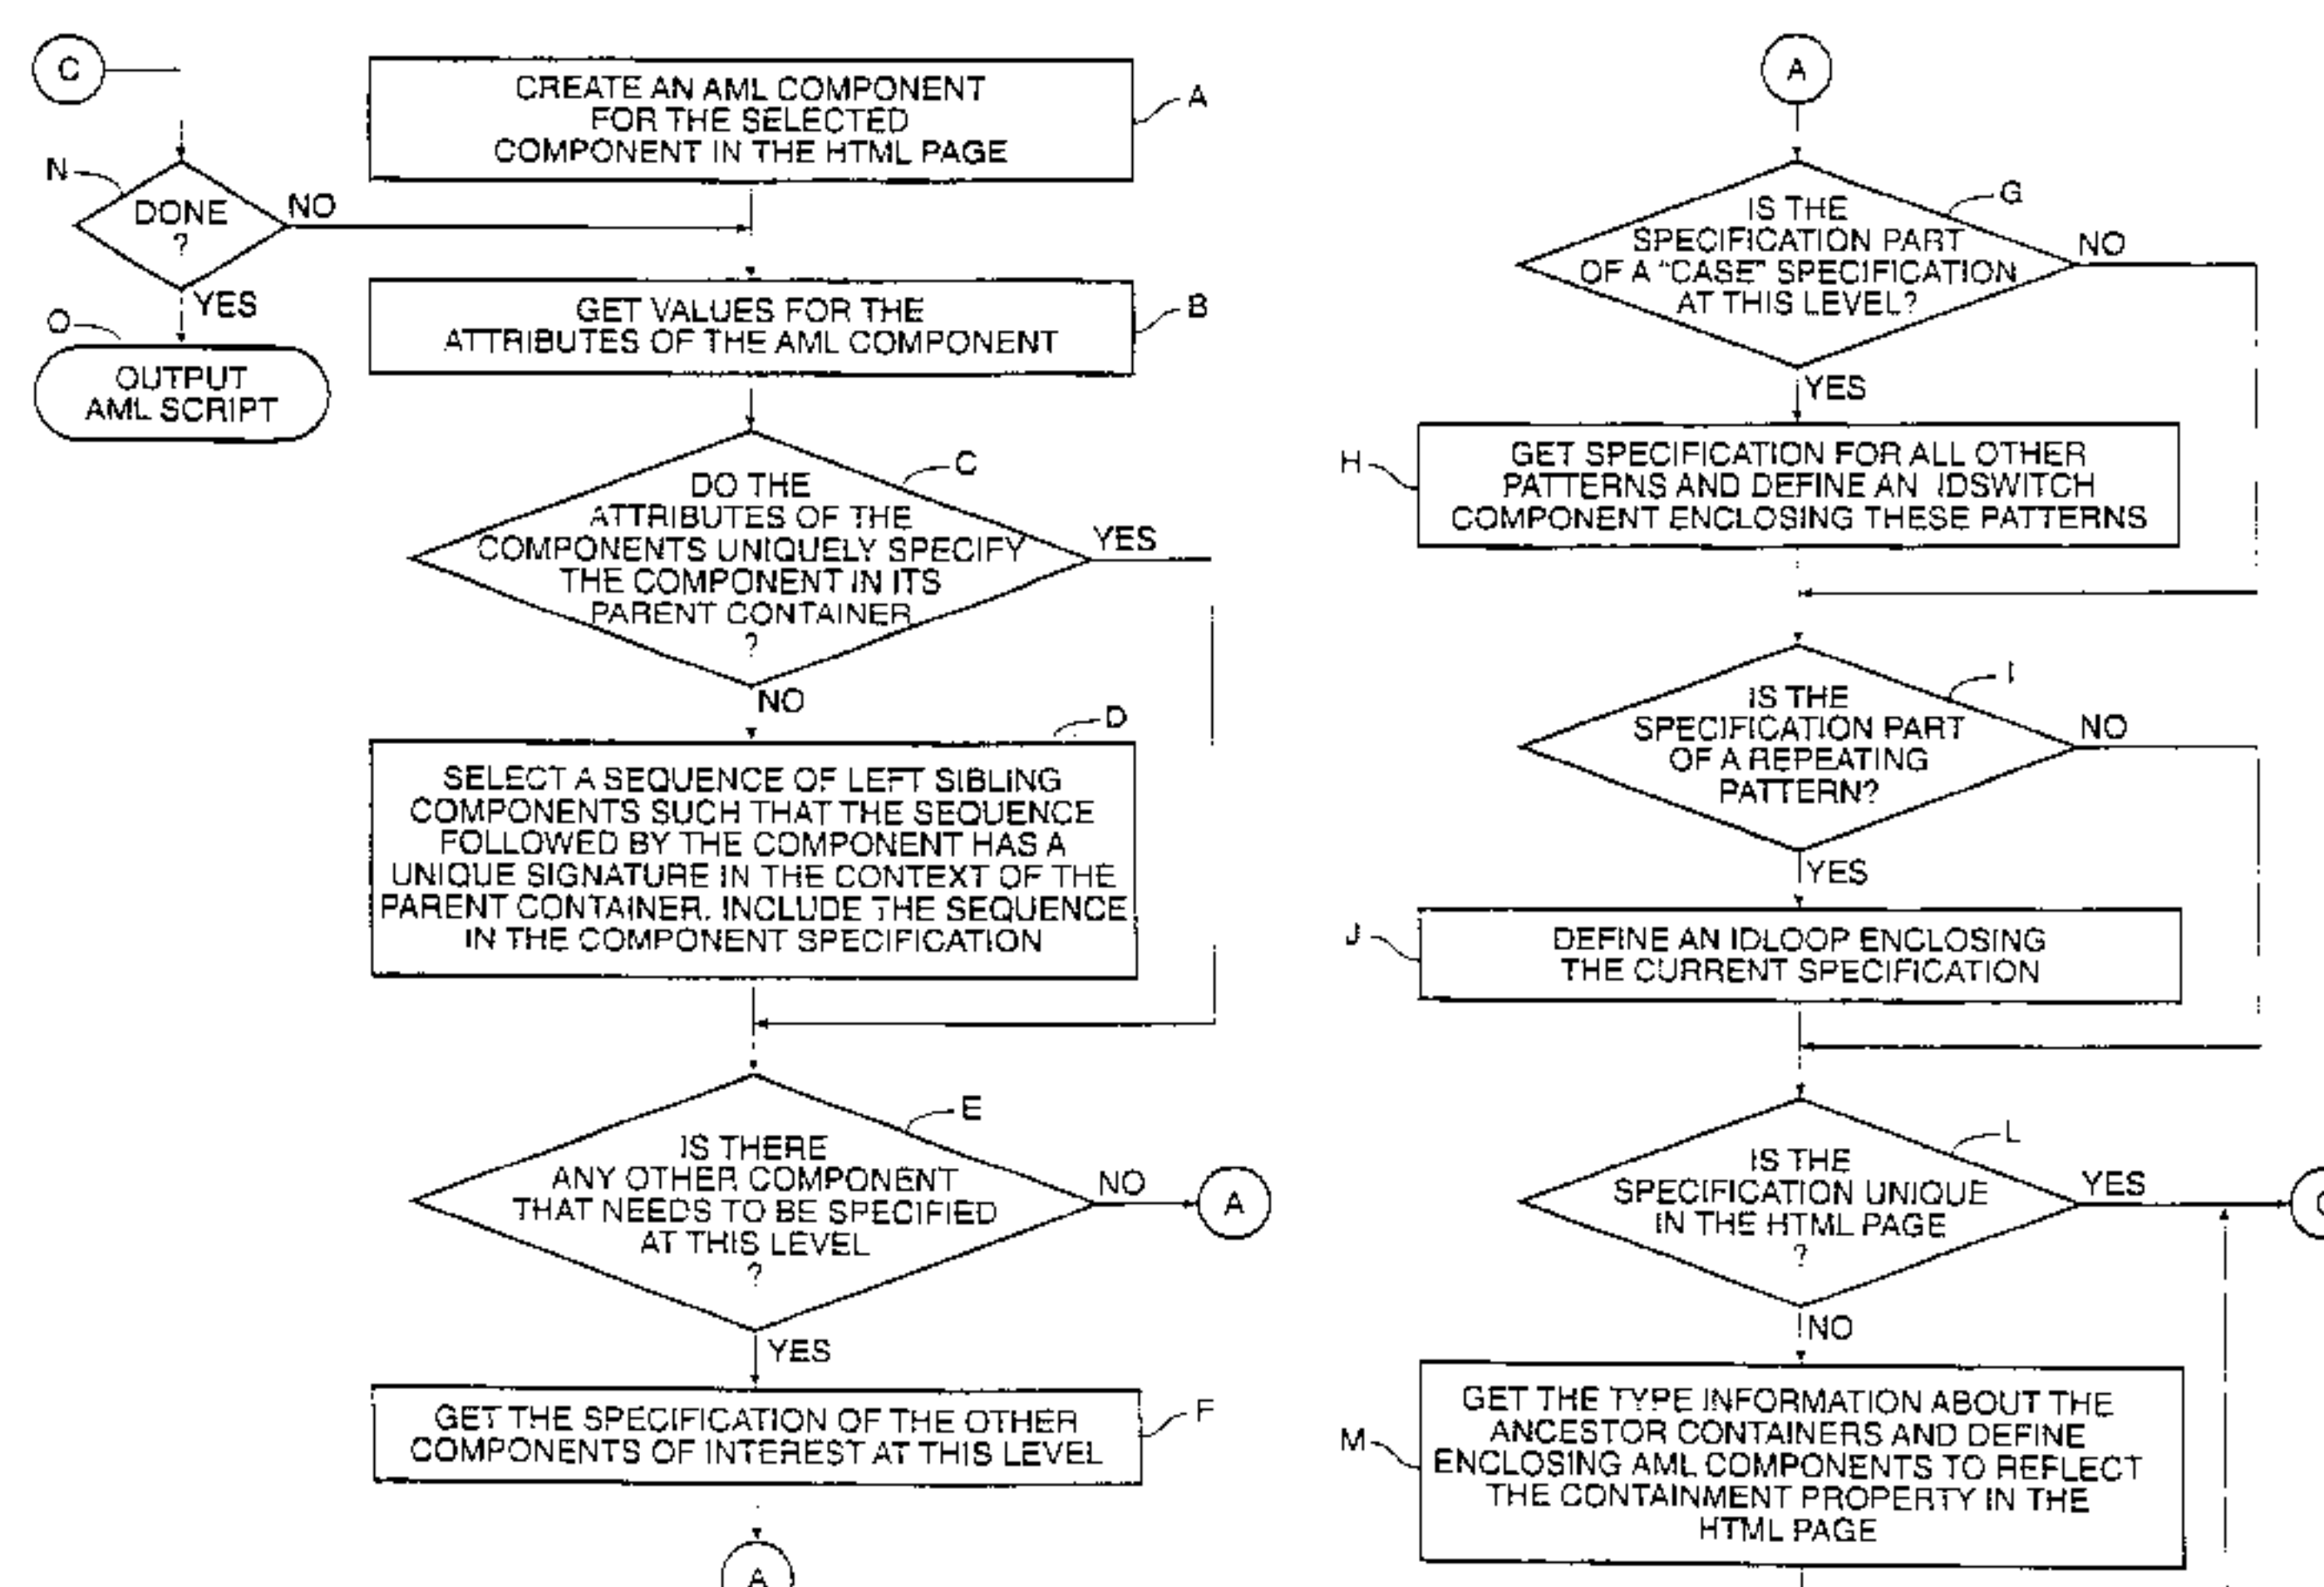 C
N
DONE
?
NO
YES
O
OUTPUT
AML SCRIPT
CREATE AN AML COMPONENT
FOR THE SELECTED
COMPONENT IN THE HTML PAGE
A
GET VALUES FOR THE
ATTRIBUTES OF THE AML COMPONENT
B
DO THE
ATTRIBUTES OF THE
COMPONENTS UNIQUELY SPECIFY
THE COMPONENT IN ITS
PARENT CONTAINER
?
C
YES
NO
D
SELECT A SEQUENCE OF LEFT SIBLING
COMPONENTS SUCH THAT THE SEQUENCE
FOLLOWED BY THE COMPONENT HAS A
UNIQUE SIGNATURE IN THE CONTEXT OF THE
PARENT CONTAINER. INCLUDE THE SEQUENCE
IN THE COMPONENT SPECIFICATION
E
IS THERE
ANY OTHER COMPONENT
THAT NEEDS TO BE SPECIFIED
AT THIS LEVEL
?
NO
A
YES
GET THE SPECIFICATION OF THE OTHER
COMPONENTS OF INTEREST AT THIS LEVEL
F
A
A
G
IS THE
SPECIFICATION PART
OF A "CASE" SPECIFICATION
AT THIS LEVEL?
NO
YES
H
GET SPECIFICATION FOR ALL OTHER
PATTERNS AND DEFINE AN IDSWITCH
COMPONENT ENCLOSING THESE PATTERNS
I
IS THE
SPECIFICATION PART
OF A REPEATING
PATTERN?
NO
YES
J
DEFINE AN IDLOOP ENCLOSING
THE CURRENT SPECIFICATION
L
IS THE
SPECIFICATION UNIQUE
IN THE HTML PAGE
?
YES
NO
M
GET THE TYPE INFORMATION ABOUT THE
ANCESTOR CONTAINERS AND DEFINE
ENCLOSING AML COMPONENTS TO REFLECT
THE CONTAINMENT PROPERTY IN THE
HTML PAGE